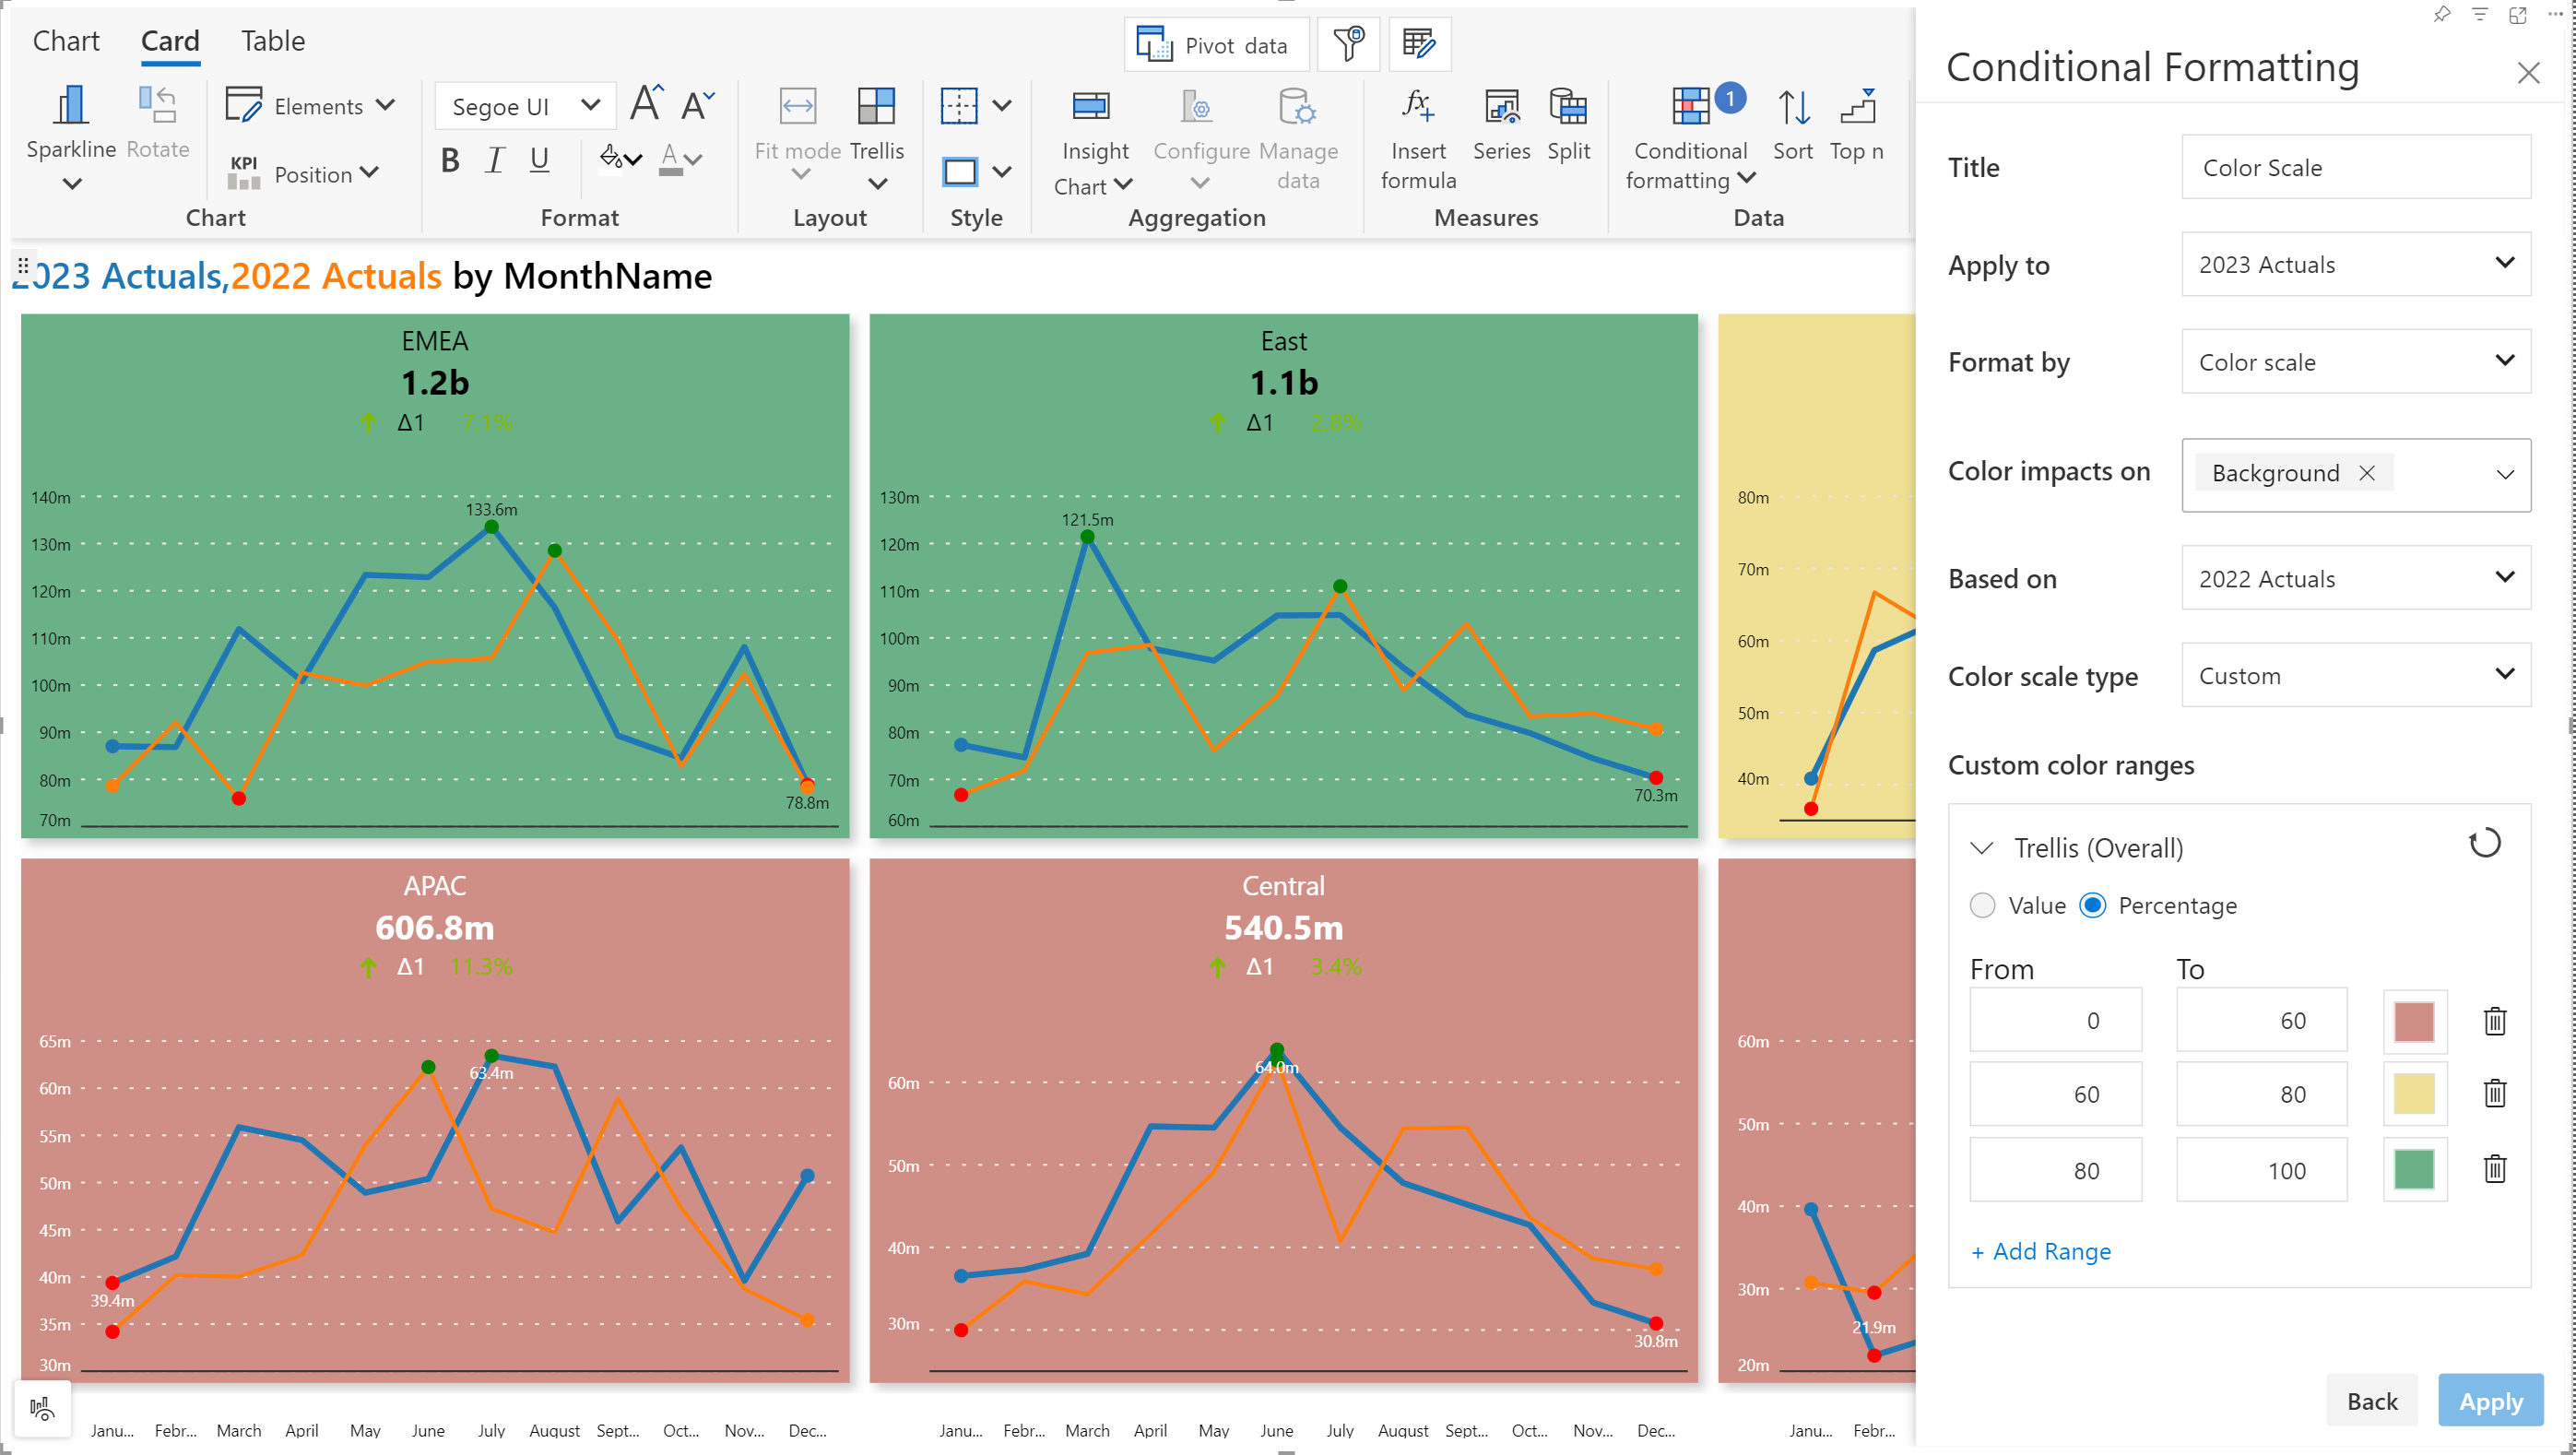 Chart Card Table
Pivot data
Sparkline Rotate
Elements
KPI Position
Chart
Segoe UI
A A
B I U A
Format
Fit mode Trellis
Layout
Style
Insight Chart Configure Manage data
Aggregation
fx Insert formula Series Split
Measures
Conditional formatting 1 Sort Top n
Data
2023 Actuals,2022 Actuals by MonthName
EMEA
1.2b
Δ1 7.1%
140m
133.6m
130m
120m
110m
100m
90m
80m
78.8m
70m
East
1.1b
Δ1 2.8%
130m
121.5m
120m
110m
100m
90m
80m
70m
70.3m
60m
80m
70m
60m
50m
40m
APAC
606.8m
Δ1 11.3%
65m
63.4m
60m
55m
50m
45m
40m
39.4m
35m
30m
Central
540.5m
Δ1 3.4%
64.0m
60m
50m
40m
30m
30.8m
60m
50m
40m
30m
21.9m
20m
Janu... Febr... March April May June July August Sept... Oct... Nov... Dec...
Janu... Febr... March April May June July August Sept... Oct... Nov... Dec...
Janu... Febr...
Conditional Formatting
Title Color Scale
Apply to 2023 Actuals
Format by Color scale
Color impacts on Background
Based on 2022 Actuals
Color scale type Custom
Custom color ranges
Trellis (Overall)
Value Percentage
From To
0 60
60 80
80 100
+ Add Range
Back Apply